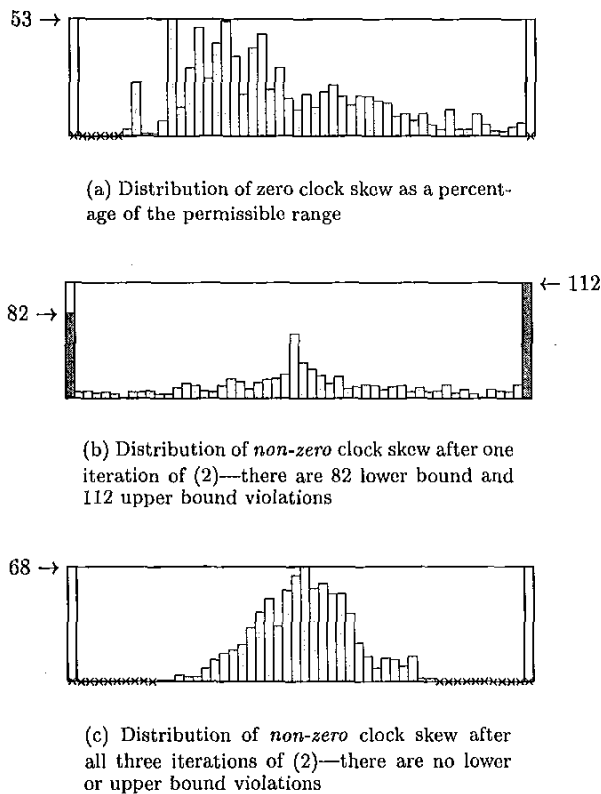 53 →
(a) Distribution of zero clock skew as a percent-
age of the permissible range
← 112
82 →
(b) Distribution of non-zero clock skew after one
iteration of (2)—there are 82 lower bound and
112 upper bound violations
68 →
(c) Distribution of non-zero clock skew after
all three iterations of (2)—there are no lower
or upper bound violations